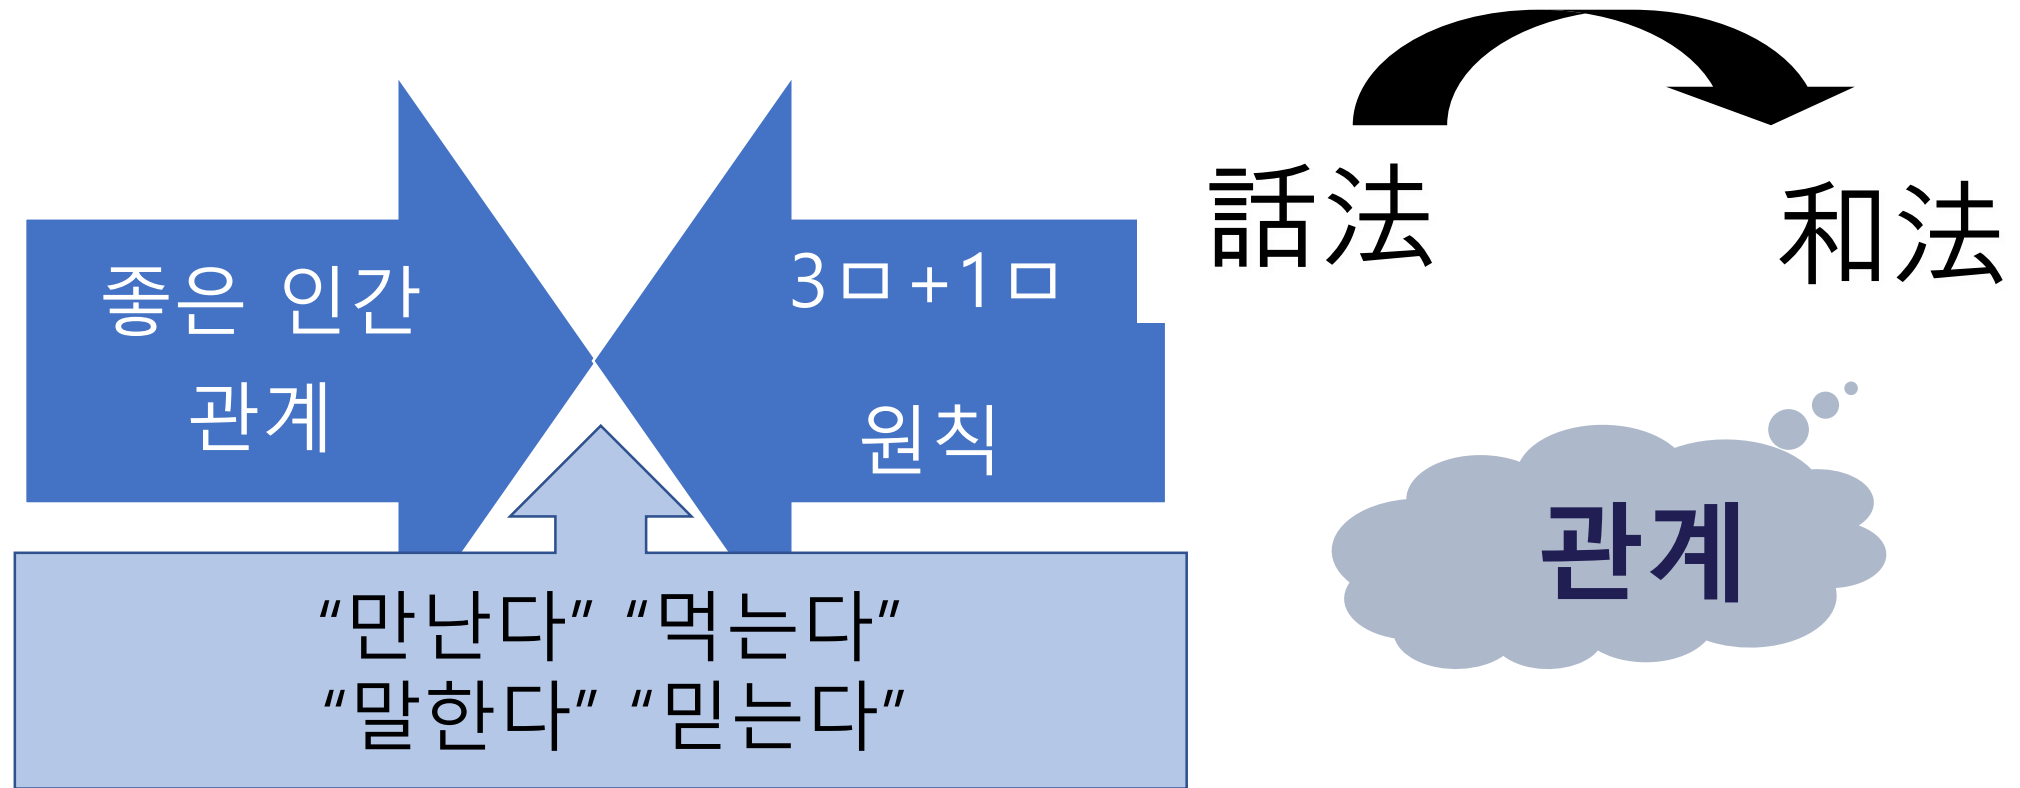 좋은 인간
관계
3ㅁ+1ㅁ
원칙
“만난다” “먹는다”
“말한다” “믿는다”
話法
和法
관계